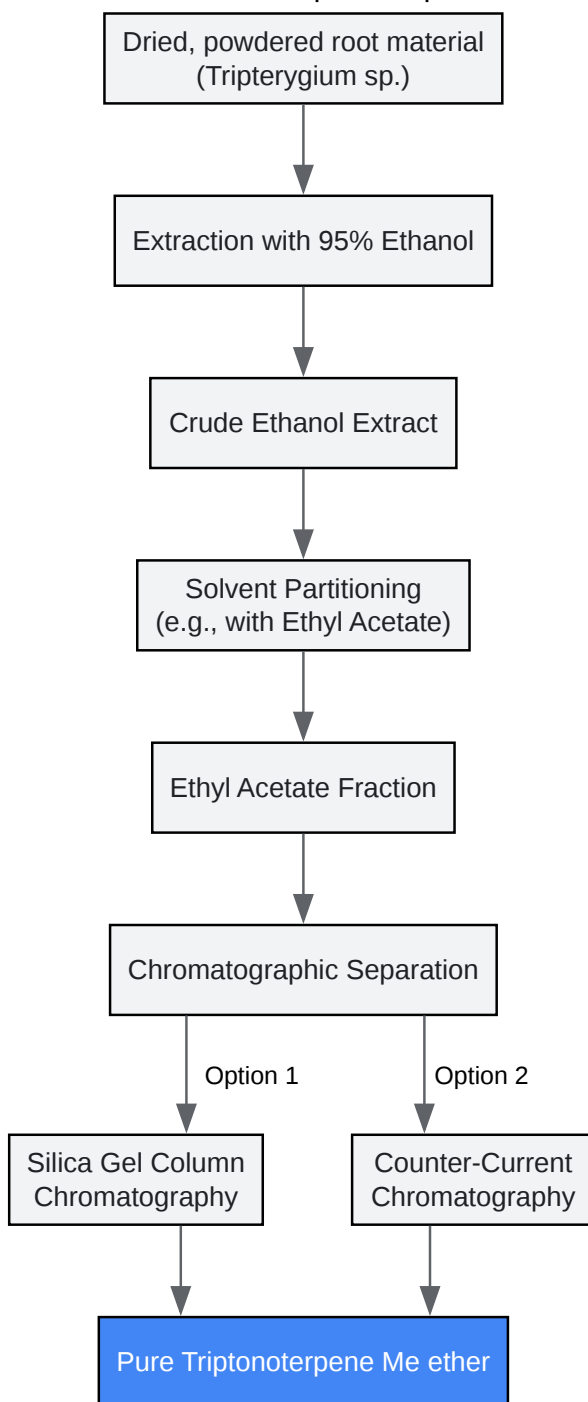 Dried, powdered root material
(Tripterygium sp.)
Extraction with 95% Ethanol
Crude Ethanol Extract
Solvent Partitioning
(e.g., with Ethyl Acetate)
Ethyl Acetate Fraction
Chromatographic Separation
Option 1
Option 2
Silica Gel Column
Chromatography
Counter-Current
Chromatography
Pure Triptonoterpene Me ether